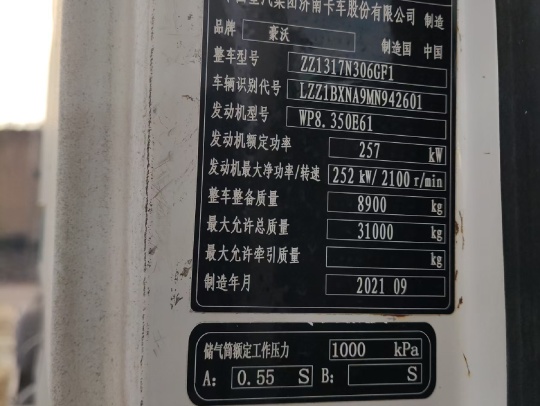 中国重汽集团济南卡车股份有限公司 制造
品牌 豪沃 制造国 中国
整车型号 ZZ1317N306GF1
车辆识别代号 LZZ1BXNA9MN942601
发动机型号 WP8.350E61
发动机额定功率 257 kW
发动机最大净功率/转速 252 kW/ 2100 r/min
整车整备质量 8900 kg
最大允许总质量 31000 kg
最大允许牵引质量 kg
制造年月 2021 09
储气筒额定工作压力 1000 kPa
A: 0.55 S B: S